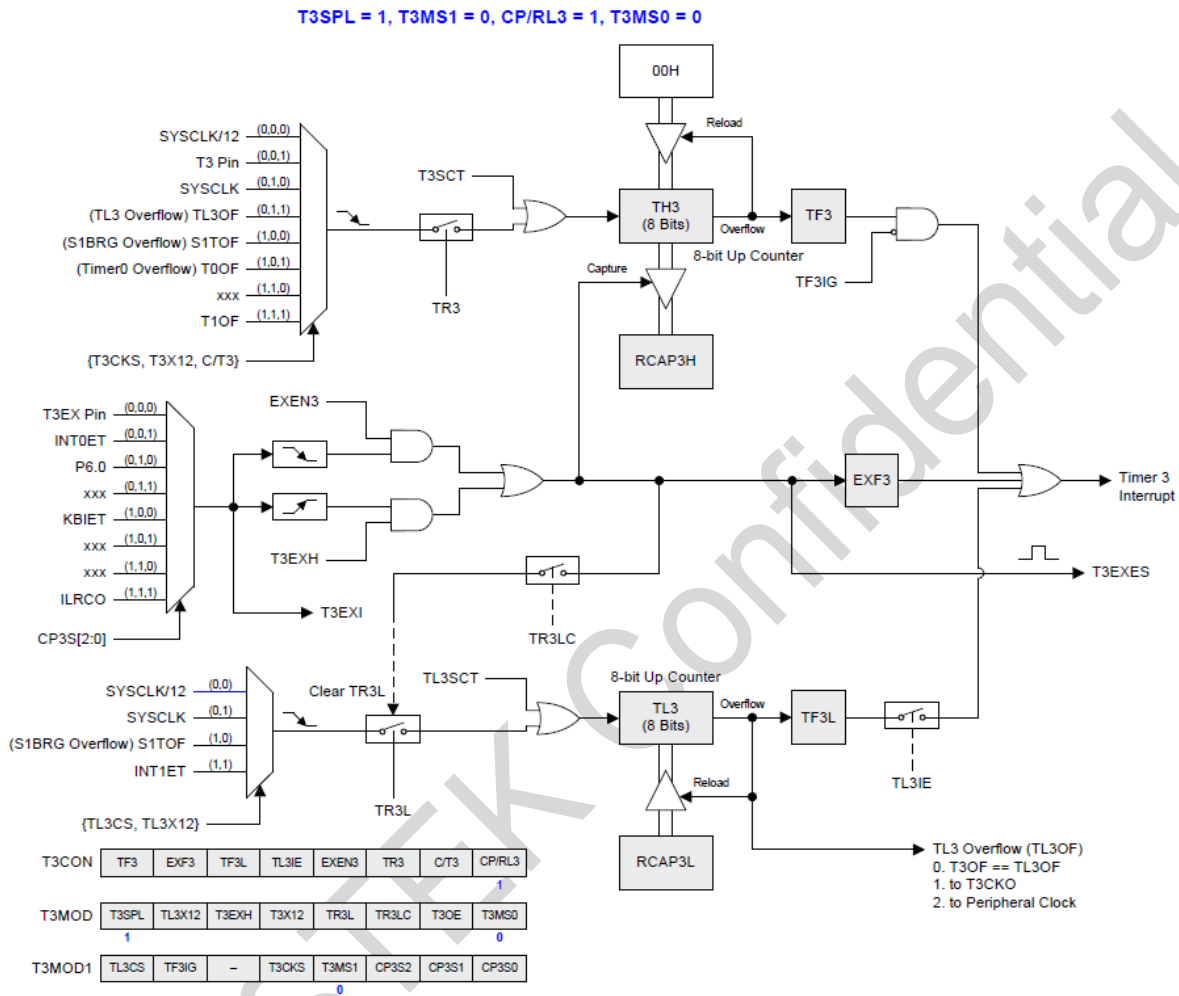 T3SPL = 1, T3MS1 = 0, CP/RL3 = 1, T3MS0 = 0
00H
Reload
SYSCLK/12 (0,0,0)
T3 Pin (0,0,1)
SYSCLK (0,1,0)
(TL3 Overflow) TL3OF (0,1,1)
(S1BRG Overflow) S1TOF (1,0,0)
(Timer0 Overflow) T0OF (1,0,1)
xxx (1,1,0)
T1OF (1,1,1)
{T3CKS, T3X12, C/T3}
T3SCT
TR3
TH3
(8 Bits)
Overflow
TF3
8-bit Up Counter
TF3IG
Capture
RCAP3H
T3EX Pin (0,0,0)
INT0ET (0,0,1)
P6.0 (0,1,0)
xxx (0,1,1)
KBIET (1,0,0)
xxx (1,0,1)
xxx (1,1,0)
ILRCO (1,1,1)
CP3S[2:0]
EXEN3
T3EXH
T3EXI
EXF3
Timer 3
Interrupt
T3EXES
TR3LC
SYSCLK/12 (0,0)
SYSCLK (0,1)
(S1BRG Overflow) S1TOF (1,0)
INT1ET (1,1)
{TL3CS, TL3X12}
Clear TR3L
TR3L
TL3SCT
8-bit Up Counter
TL3
(8 Bits)
Overflow
TF3L
TL3IE
Reload
RCAP3L
TL3 Overflow (TL3OF)
0. T3OF == TL3OF
1. to T3CKO
2. to Peripheral Clock
T3CON TF3 EXF3 TF3L TL3IE EXEN3 TR3 C/T3 CP/RL3
1
T3MOD T3SPL TL3X12 T3EXH T3X12 TR3L TR3LC T3OE T3MS0
1 0
T3MOD1 TL3CS TF3IG – T3CKS T3MS1 CP3S2 CP3S1 CP3S0
0
TEK Confidential